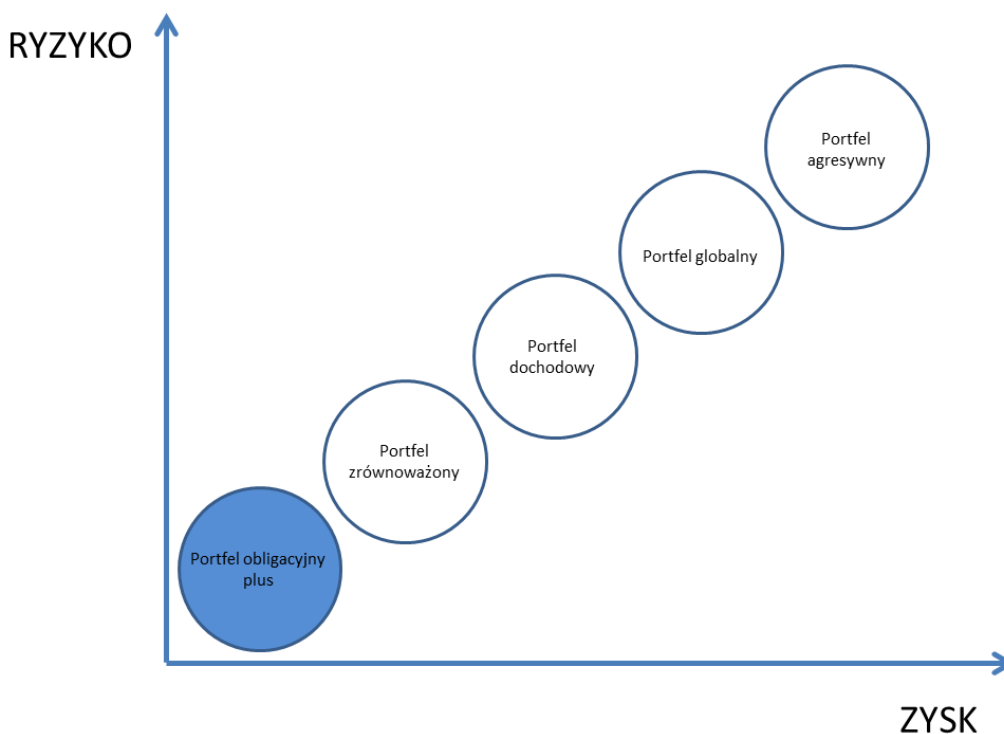 RYZYKO
Portfel
agresywny
Portfel globalny
Portfel
dochodowy
Portfel
zrównoważony
Portfel obligacyjny
plus
ZYSK